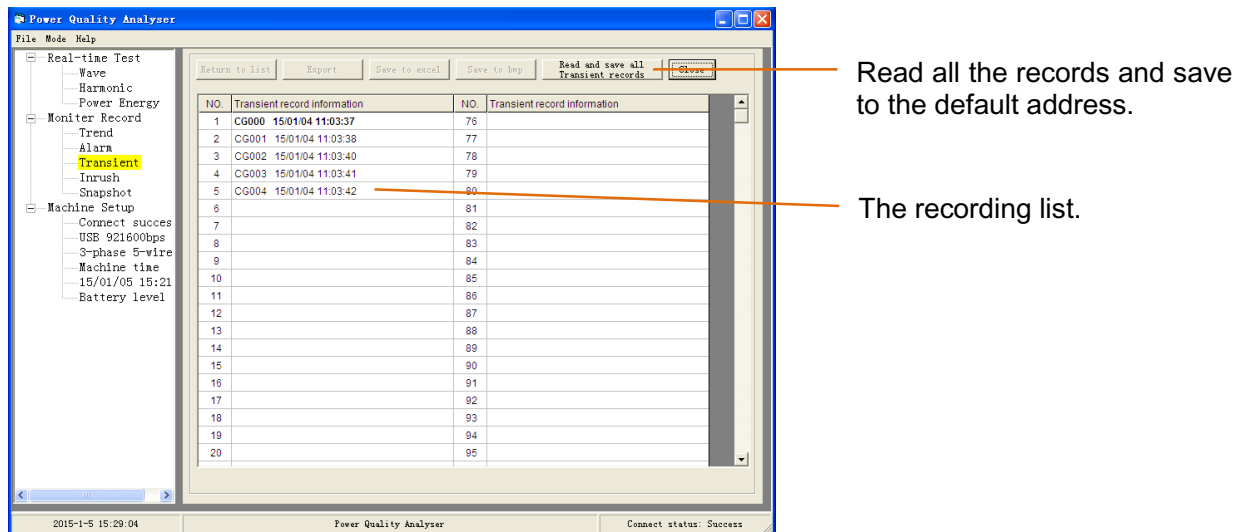 Power Quality Analyser
File Mode Help
Real-time Test
Wave
Harmonic
Power Energy
Moniter Record
Trend
Alarm
Transient
Inrush
Snapshot
Machine Setup
Connect succes
USB 921600bps
3-phase 5-wire
Machine time
15/01/05 15:21
Battery level
Return to list Export Save to excel Save to bmp Read and save all Transient records Close
NO. Transient record information NO. Transient record information
1 CG000 15/01/04 11:03:37 76
2 CG001 15/01/04 11:03:38 77
3 CG002 15/01/04 11:03:40 78
4 CG003 15/01/04 11:03:41 79
5 CG004 15/01/04 11:03:42 80
6 81
7 82
8 83
9 84
10 85
11 86
12 87
13 88
14 89
15 90
16 91
17 92
18 93
19 94
20 95
2015-1-5 15:29:04 Power Quality Analyser Connect status: Success
Read all the records and save
to the default address.
The recording list.